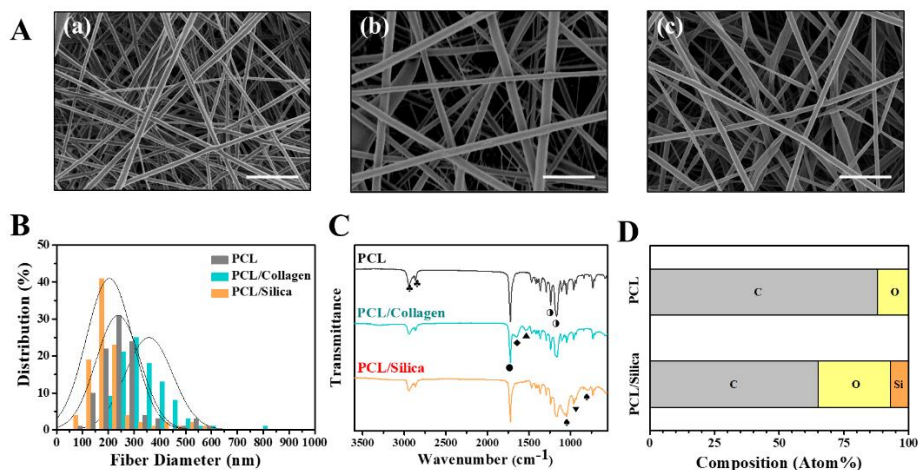 A
(a)
(b)
(c)
B
Distribution (%)
50
40
30
20
10
0
PCL
PCL/Collagen
PCL/Silica
0 100 200 300 400 500 600 700 800 900 1000
Fiber Diameter (nm)
C
Transmittance
PCL
PCL/Collagen
PCL/Silica
3500 3000 2500 2000 1500 1000
Wavenumber (cm-1)
D
PCL
C O
PCL/Silica
C O Si
0 25 50 75 100
Composition (Atom%)